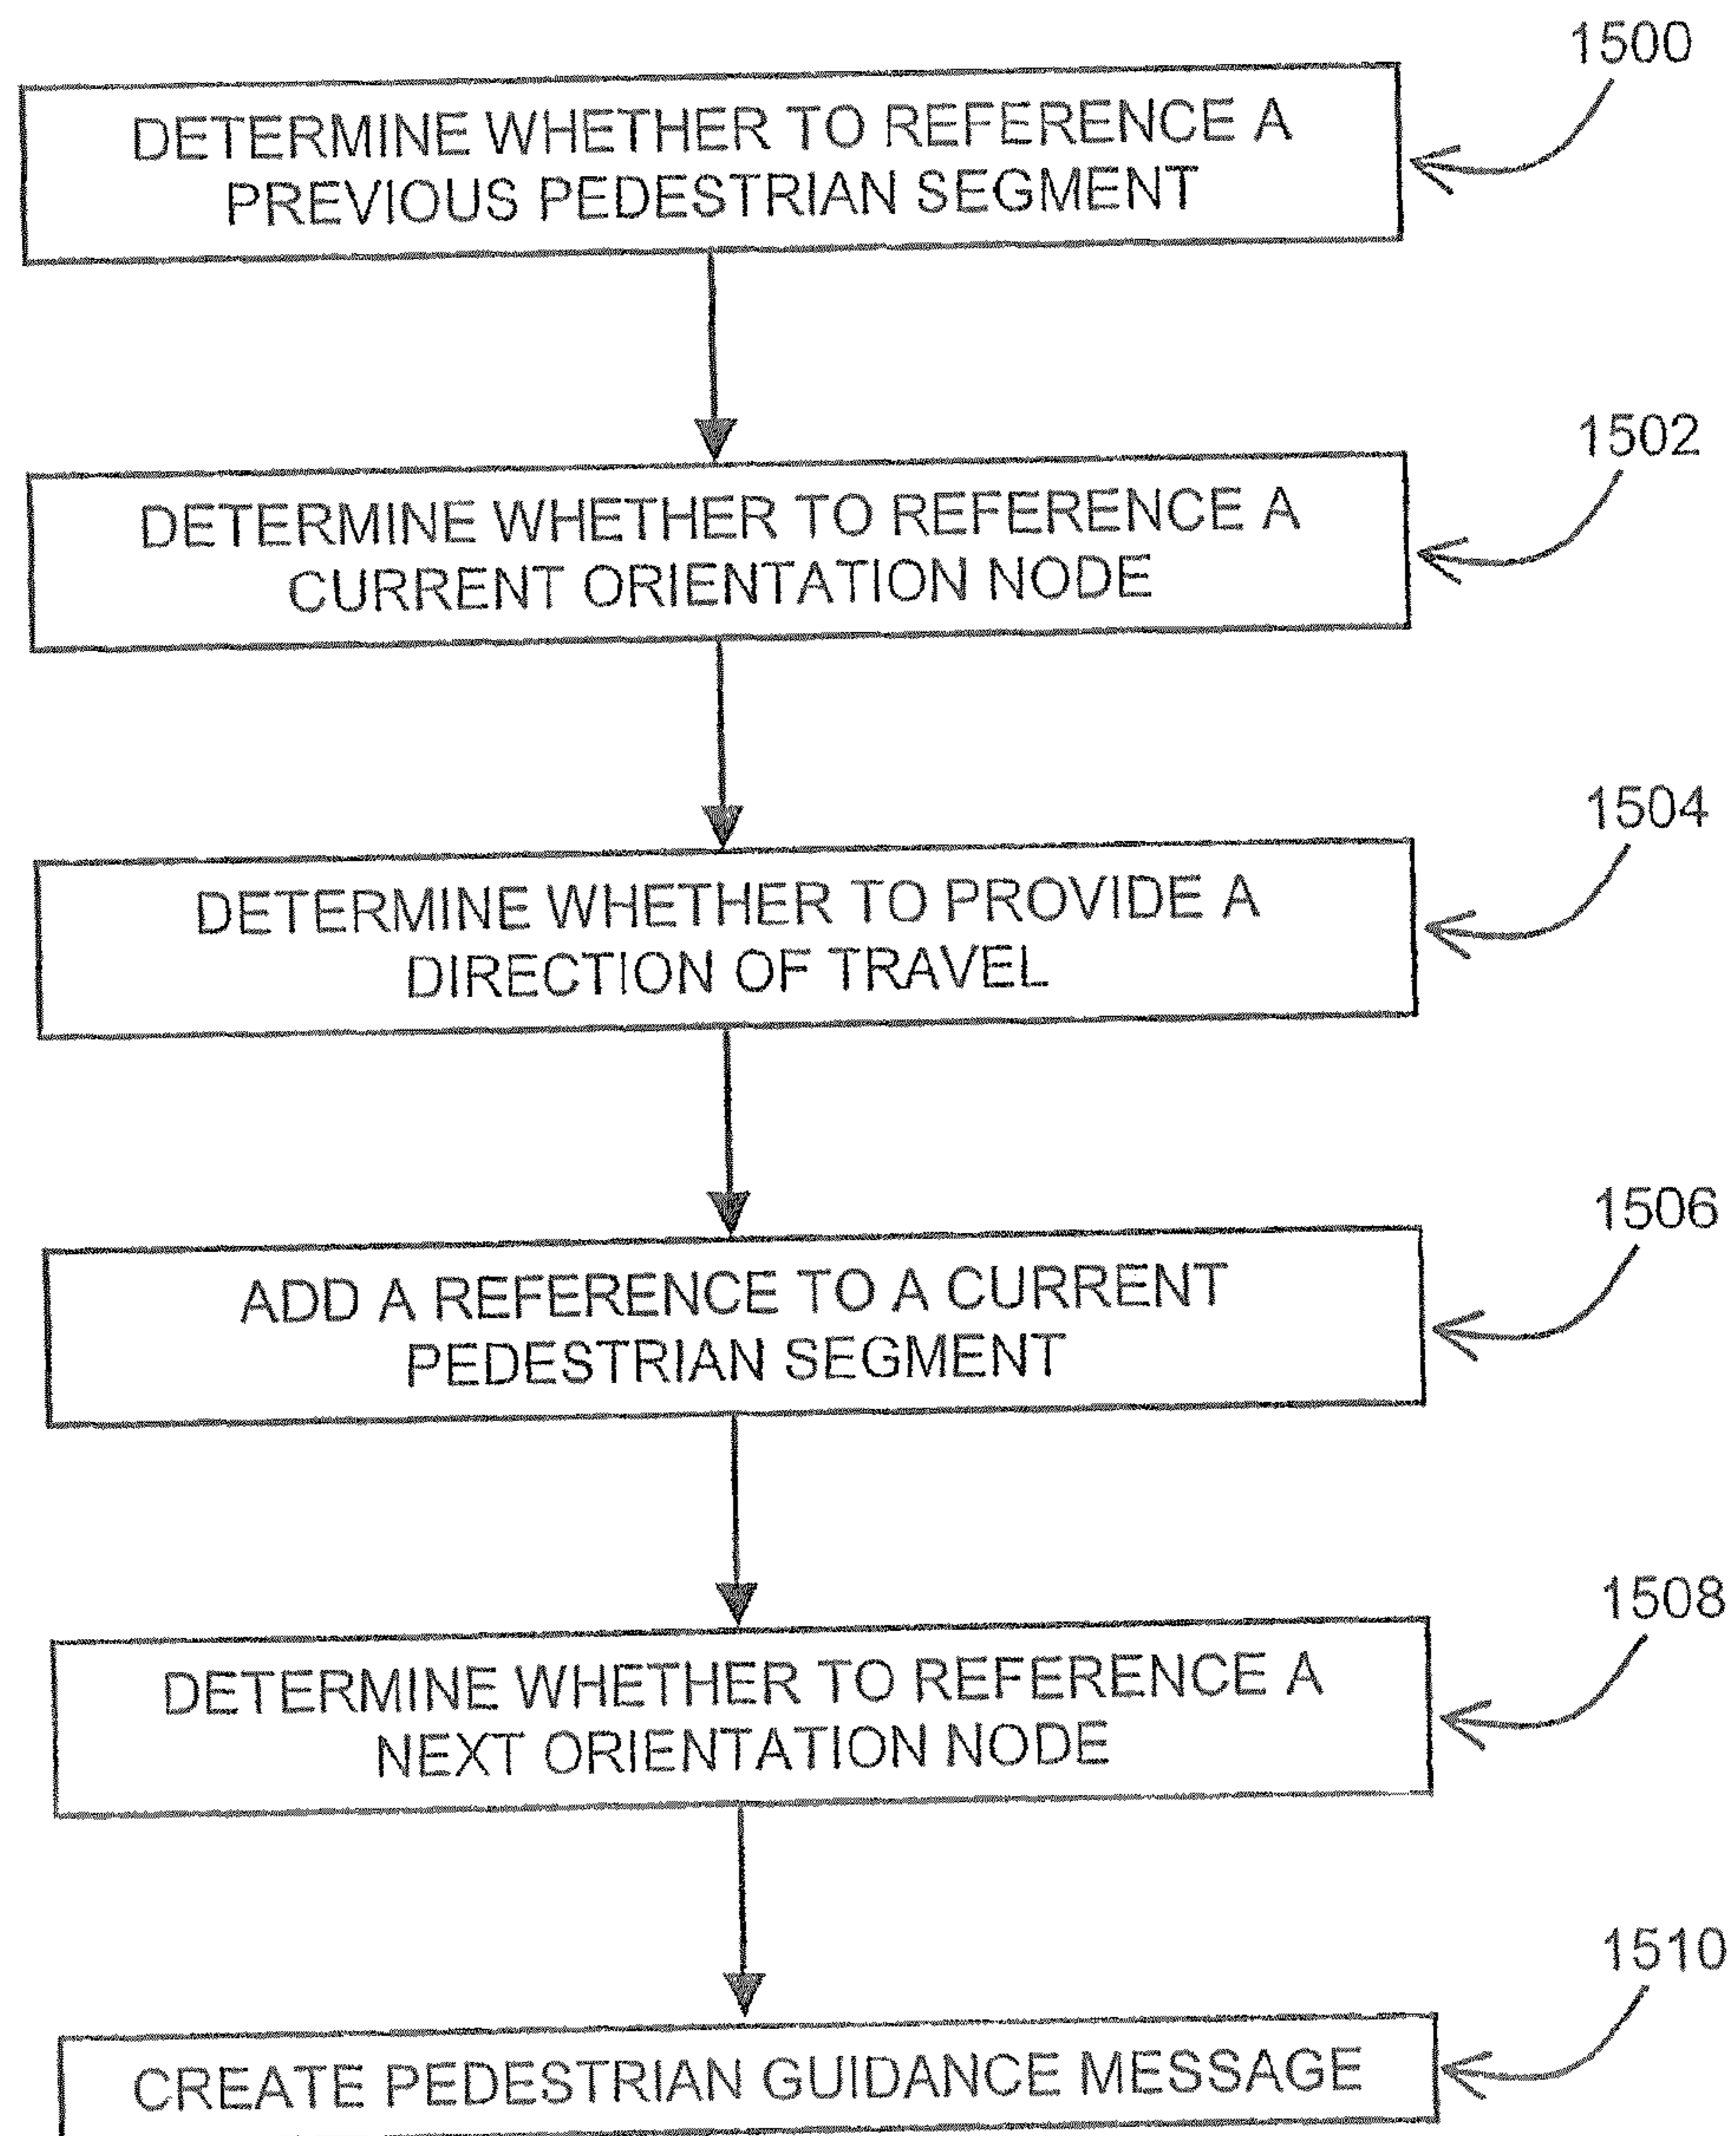 1500
DETERMINE WHETHER TO REFERENCE A
PREVIOUS PEDESTRIAN SEGMENT
1502
DETERMINE WHETHER TO REFERENCE A
CURRENT ORIENTATION NODE
1504
DETERMINE WHETHER TO PROVIDE A
DIRECTION OF TRAVEL
1506
ADD A REFERENCE TO A CURRENT
PEDESTRIAN SEGMENT
1508
DETERMINE WHETHER TO REFERENCE A
NEXT ORIENTATION NODE
1510
CREATE PEDESTRIAN GUIDANCE MESSAGE